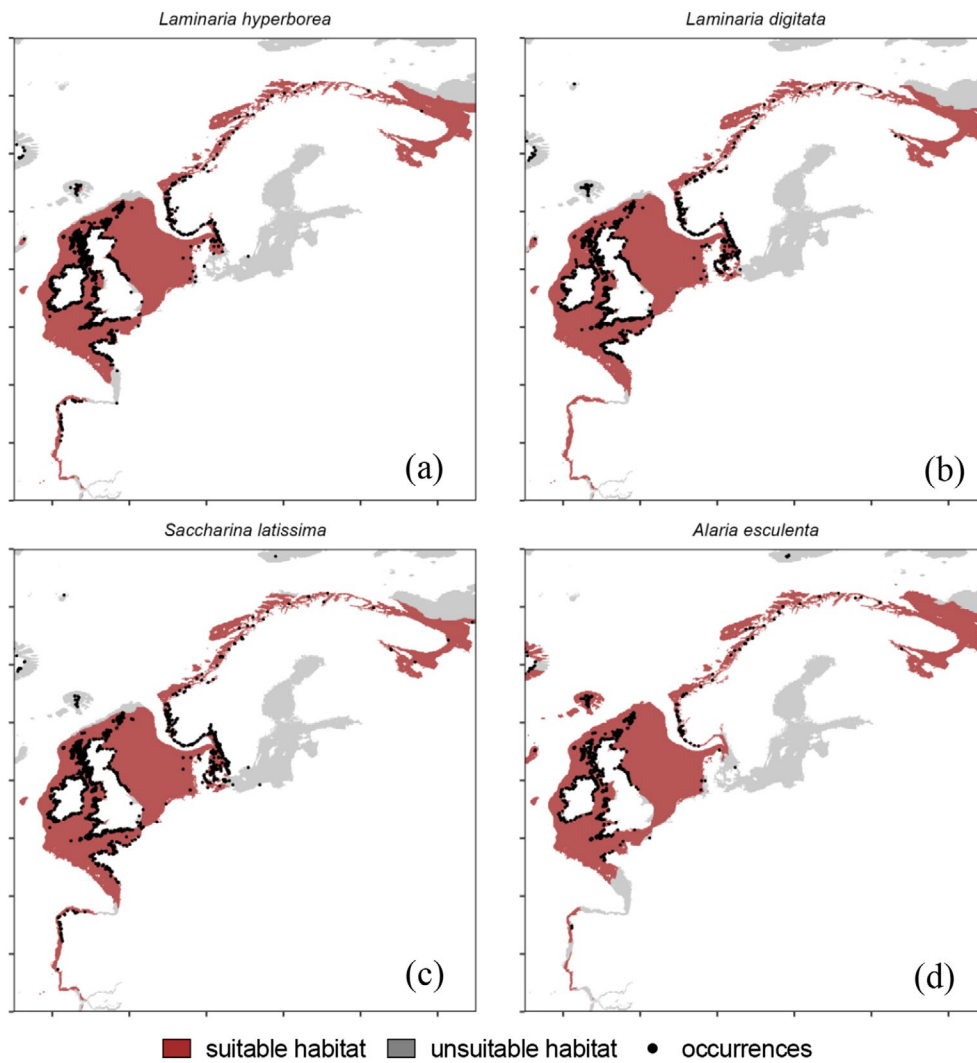 Laminaria hyperborea
Laminaria digitata
(a)
(b)
Saccharina latissima
Alaria esculenta
(c)
(d)
suitable habitat unsuitable habitat occurrences